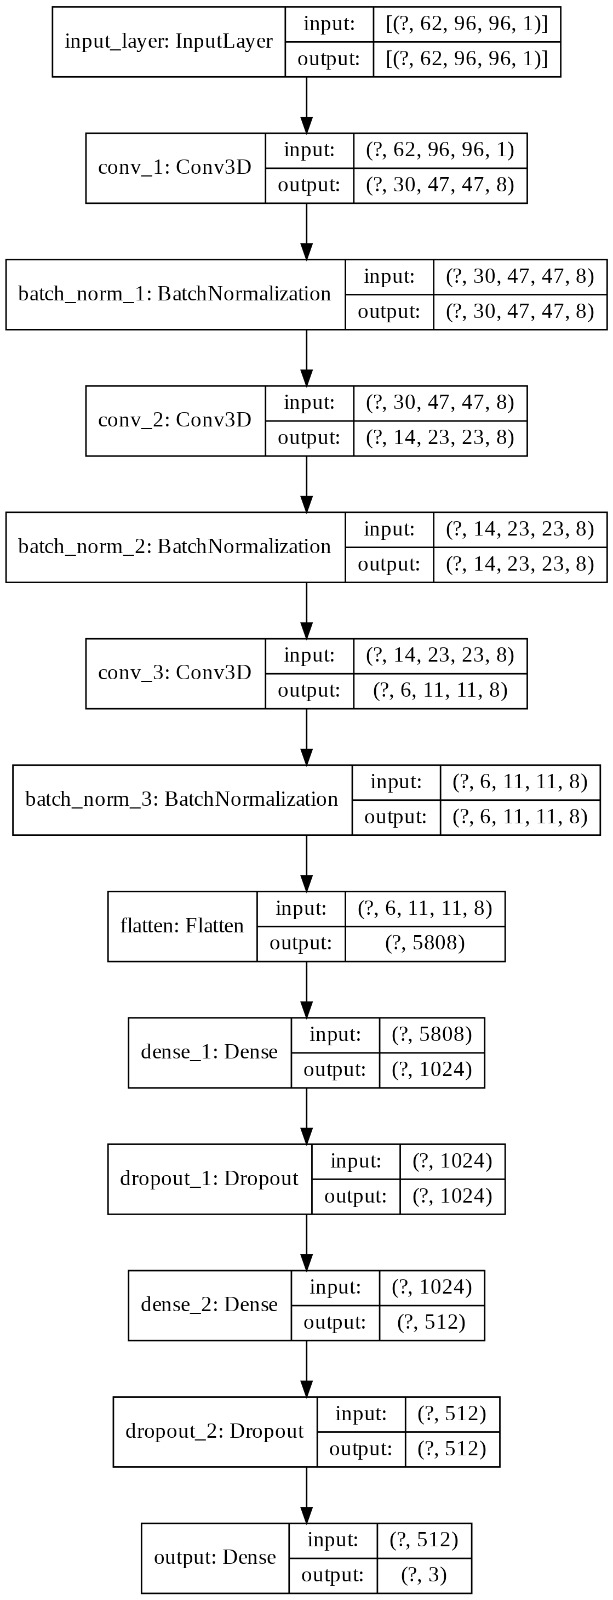 input_layer: InputLayer
input: [(?, 62, 96, 96, 1)]
output: [(?, 62, 96, 96, 1)]
conv_1: Conv3D
input: (?, 62, 96, 96, 1)
output: (?, 30, 47, 47, 8)
batch_norm_1: BatchNormalization
input: (?, 30, 47, 47, 8)
output: (?, 30, 47, 47, 8)
conv_2: Conv3D
input: (?, 30, 47, 47, 8)
output: (?, 14, 23, 23, 8)
batch_norm_2: BatchNormalization
input: (?, 14, 23, 23, 8)
output: (?, 14, 23, 23, 8)
conv_3: Conv3D
input: (?, 14, 23, 23, 8)
output: (?, 6, 11, 11, 8)
batch_norm_3: BatchNormalization
input: (?, 6, 11, 11, 8)
output: (?, 6, 11, 11, 8)
flatten: Flatten
input: (?, 6, 11, 11, 8)
output: (?, 5808)
dense_1: Dense
input: (?, 5808)
output: (?, 1024)
dropout_1: Dropout
input: (?, 1024)
output: (?, 1024)
dense_2: Dense
input: (?, 1024)
output: (?, 512)
dropout_2: Dropout
input: (?, 512)
output: (?, 512)
output: Dense
input: (?, 512)
output: (?, 3)